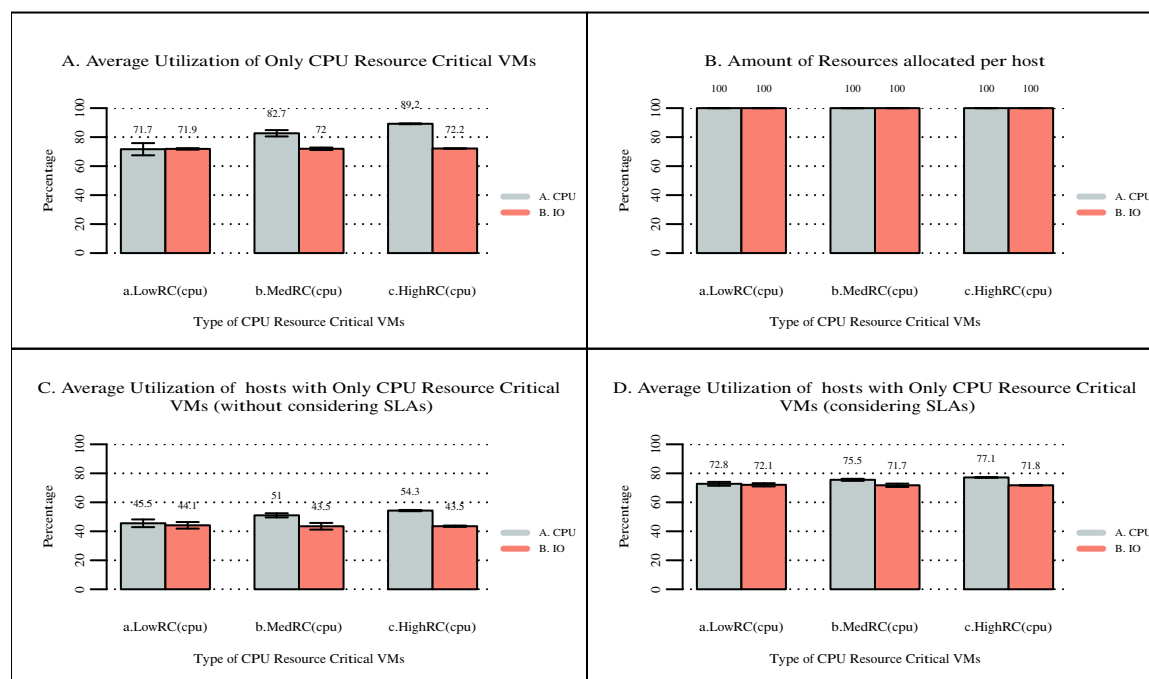 A. Average Utilization of Only CPU Resource Critical VMs
Percentage
0 20 40 60 80 100
71.7 71.9 82.7 72 89.2 72.2
A. CPU
B. IO
a.LowRC(cpu) b.MedRC(cpu) c.HighRC(cpu)
Type of CPU Resource Critical VMs
B. Amount of Resources allocated per host
Percentage
0 20 40 60 80 100
100 100 100 100 100 100
A. CPU
B. IO
a.LowRC(cpu) b.MedRC(cpu) c.HighRC(cpu)
Type of CPU Resource Critical VMs
C. Average Utilization of hosts with Only CPU Resource Critical
VMs (without considering SLAs)
Percentage
0 20 40 60 80 100
45.5 44.1 51 43.5 54.3 43.5
A. CPU
B. IO
a.LowRC(cpu) b.MedRC(cpu) c.HighRC(cpu)
Type of CPU Resource Critical VMs
D. Average Utilization of hosts with Only CPU Resource Critical
VMs (considering SLAs)
Percentage
0 20 40 60 80 100
72.8 72.1 75.5 71.7 77.1 71.8
A. CPU
B. IO
a.LowRC(cpu) b.MedRC(cpu) c.HighRC(cpu)
Type of CPU Resource Critical VMs